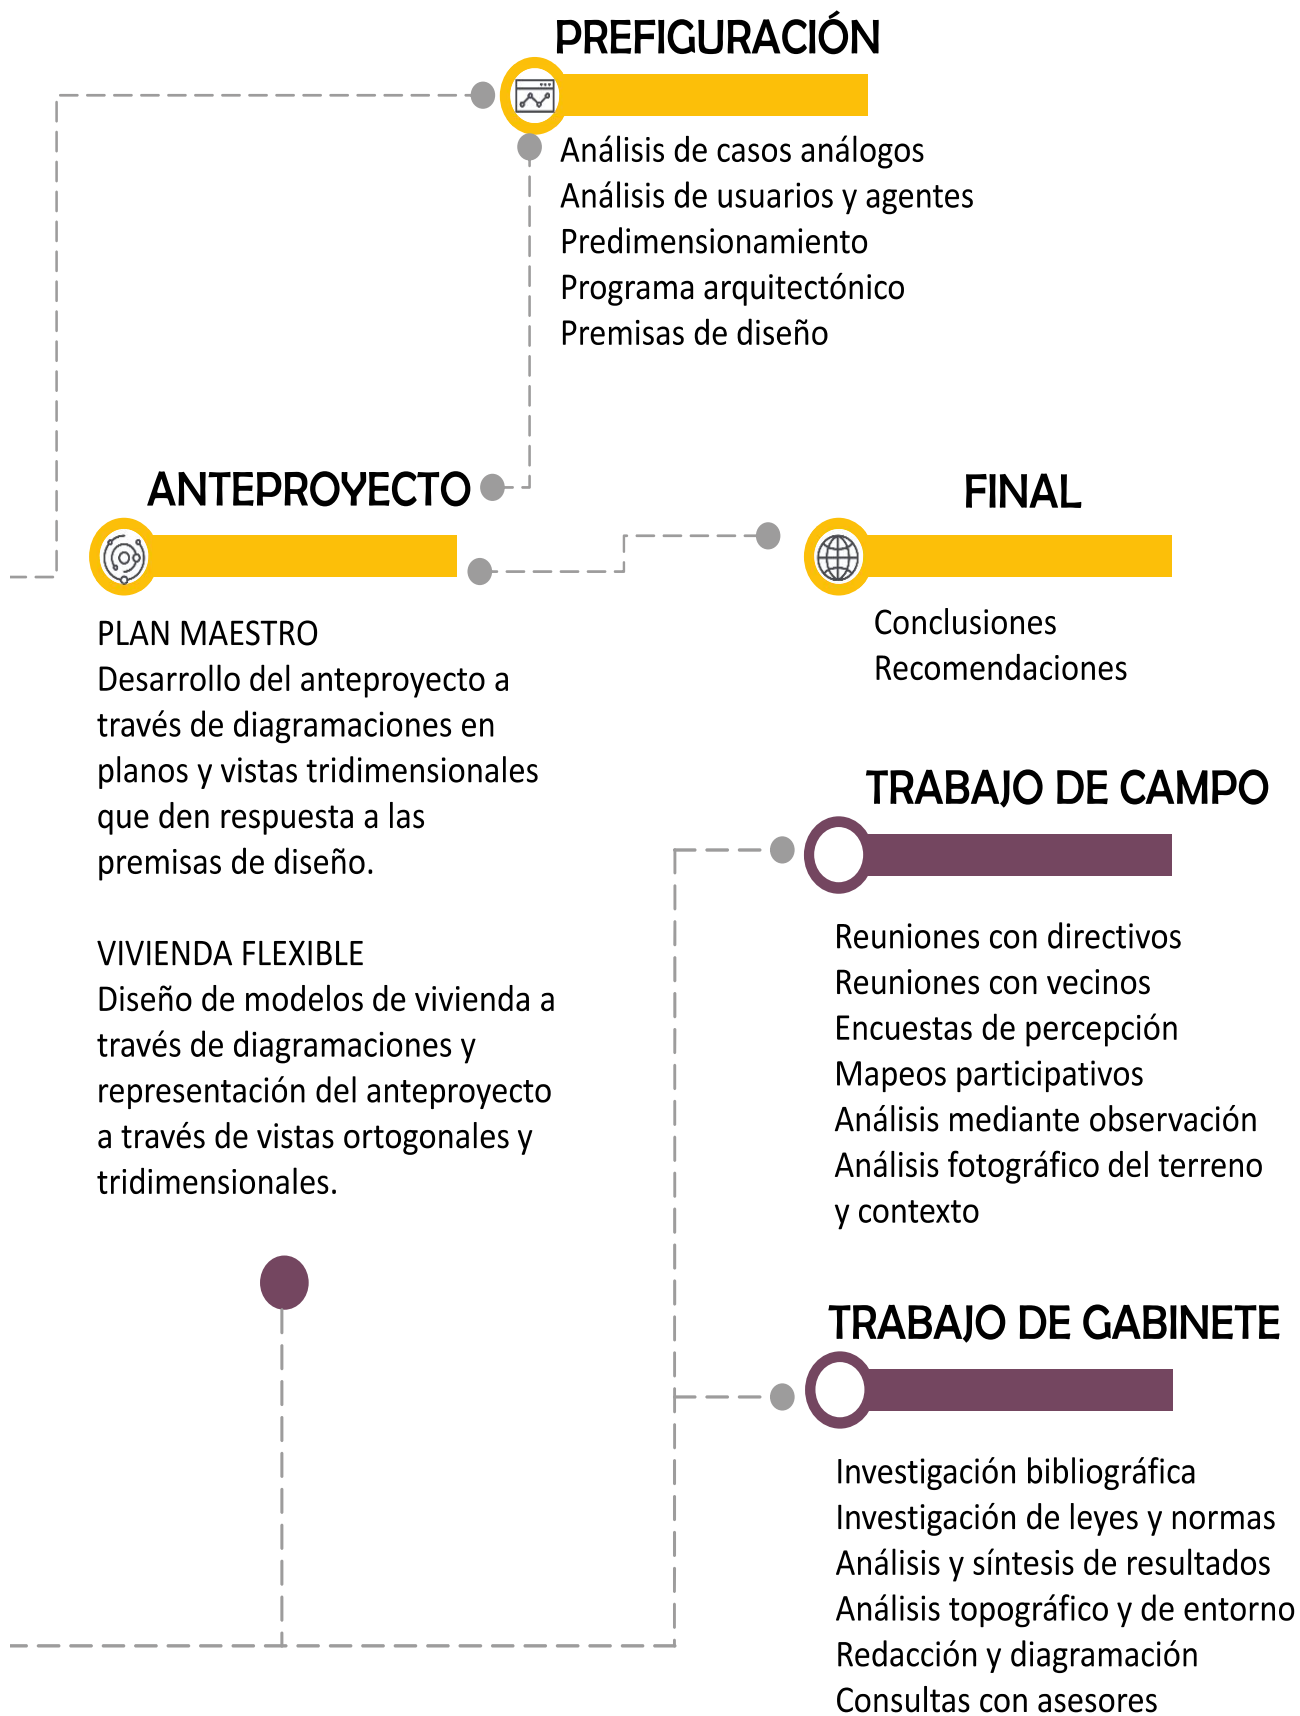 PREFIGURACIÓN
Análisis de casos análogos
Análisis de usuarios y agentes
Predimensionamiento
Programa arquitectónico
Premisas de diseño
ANTEPROYECTO
PLAN MAESTRO
Desarrollo del anteproyecto a
través de diagramaciones en
planos y vistas tridimensionales
que den respuesta a las
premisas de diseño.
VIVIENDA FLEXIBLE
Diseño de modelos de vivienda a
través de diagramaciones y
representación del anteproyecto
a través de vistas ortogonales y
tridimensionales.
FINAL
Conclusiones
Recomendaciones
TRABAJO DE CAMPO
Reuniones con directivos
Reuniones con vecinos
Encuestas de percepción
Mapeos participativos
Análisis mediante observación
Análisis fotográfico del terreno
y contexto
TRABAJO DE GABINETE
Investigación bibliográfica
Investigación de leyes y normas
Análisis y síntesis de resultados
Análisis topográfico y de entorno
Redacción y diagramación
Consultas con asesores